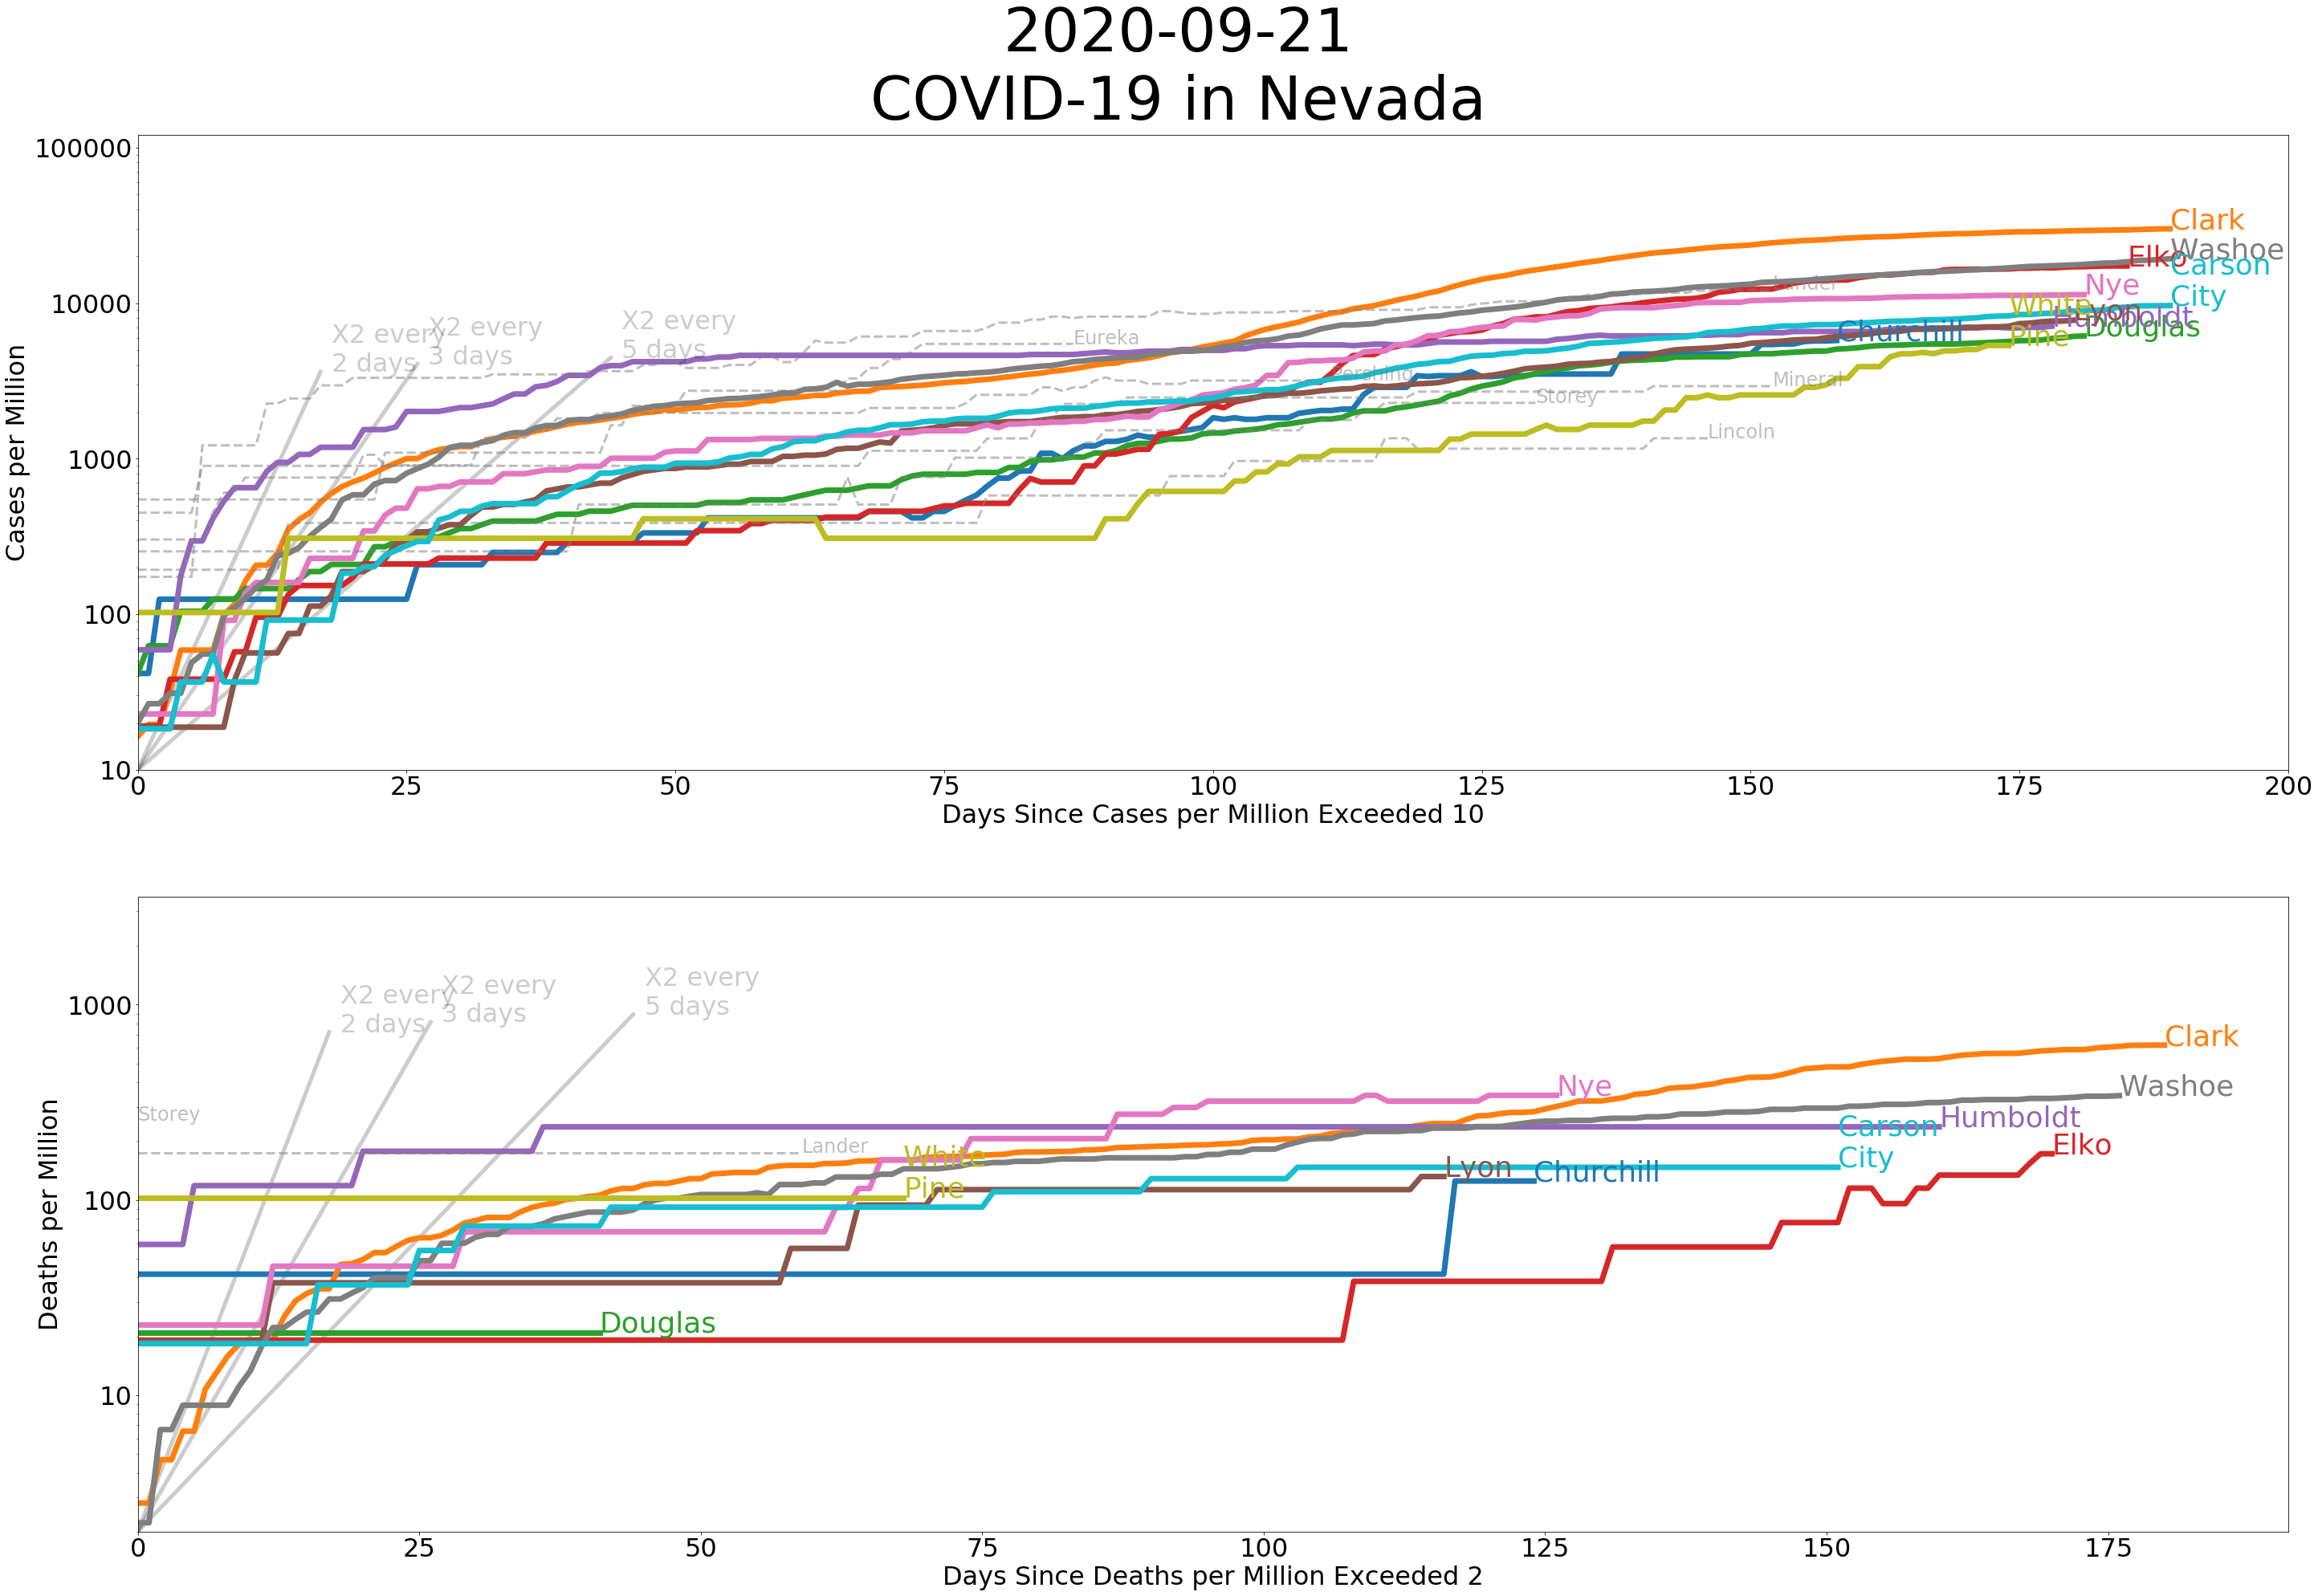 2020-09-21
COVID-19 in Nevada
Cases per Million
100000
10000
1000
100
10
X2 every
2 days
X2 every
3 days
X2 every
5 days
Clark
Washoe
Elko
Carson
City
Lander
Nye
White
Pine
Lyon
Humboldt
Churchill
Douglas
Eureka
Pershing
Mineral
Storey
Lincoln
0
25
50
75
100
125
150
175
200
Days Since Cases per Million Exceeded 10
Deaths per Million
1000
100
10
X2 every
2 days
X2 every
3 days
X2 every
5 days
Clark
Nye
Washoe
Storey
Humboldt
Carson
City
Elko
Lander
White
Pine
Lyon
Churchill
Douglas
0
25
50
75
100
125
150
175
Days Since Deaths per Million Exceeded 2